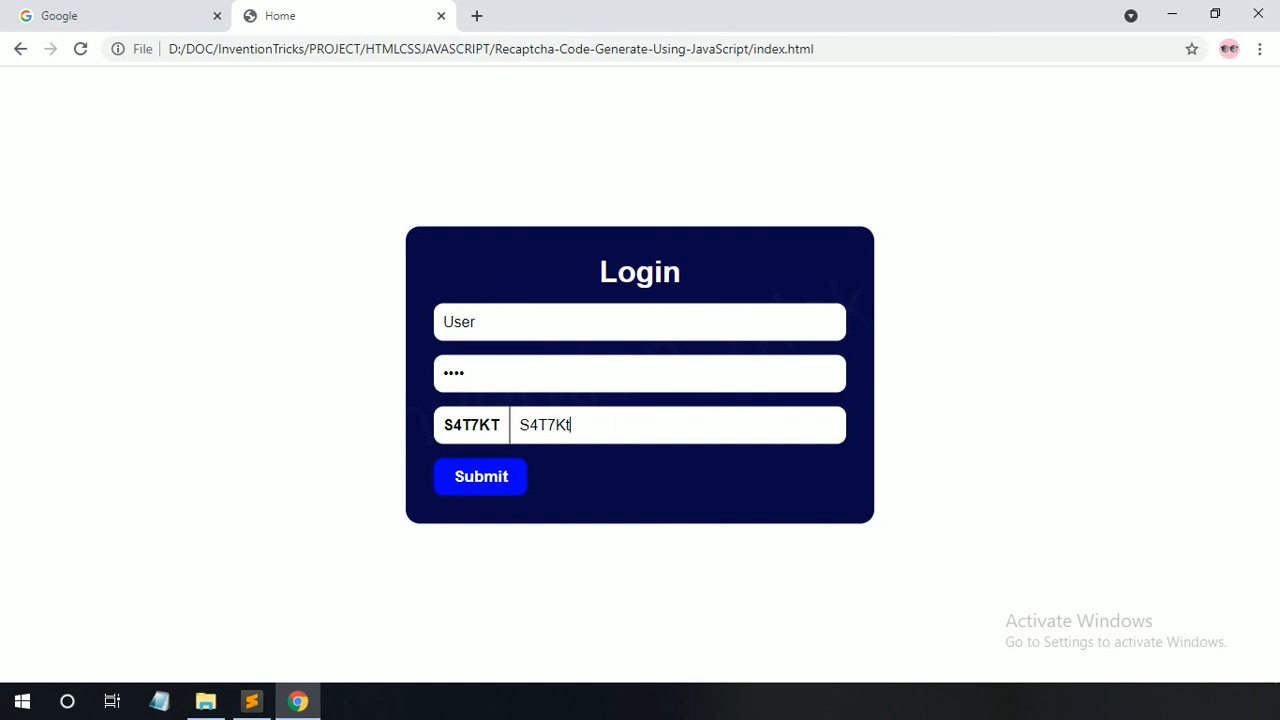 Google
Home
File
D:/DOC/InventionTricks/PROJECT/HTMLCSSJAVASCRIPT/Recaptcha-Code-Generate-Using-JavaScript/index.html
Login
User
••••
S4T7KT
S4T7Kt
Submit
Activate Windows
Go to Settings to activate Windows.